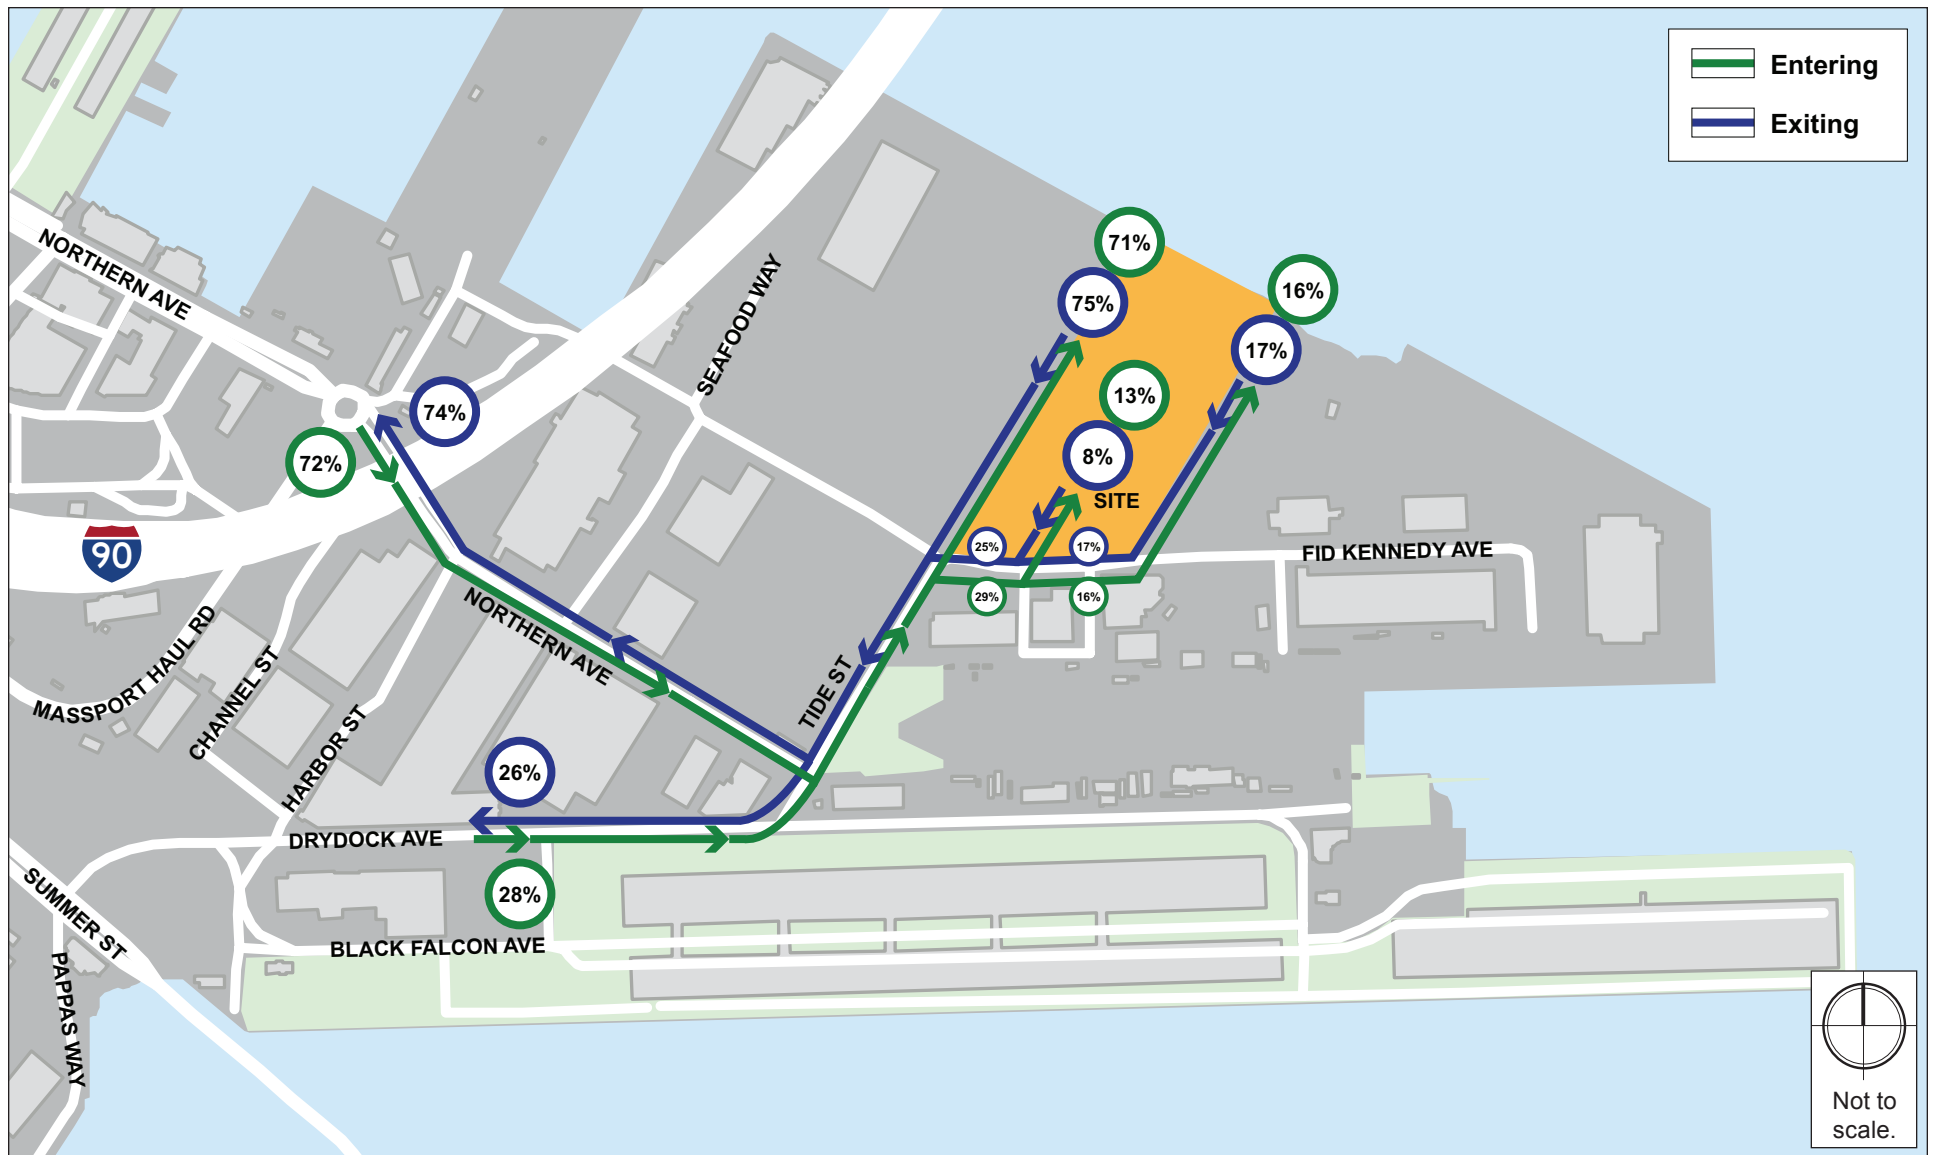 Entering
Exiting
NORTHERN AVE
SEAFOOD WAY
71%
75%
16%
17%
13%
8%
SITE
74%
72%
90
25%
17%
29%
16%
FID KENNEDY AVE
NORTHERN AVE
TIDE ST
MASSPORT HAUL RD
CHANNEL ST
HARBOR ST
26%
DRYDOCK AVE
28%
SUMMER ST
BLACK FALCON AVE
PAPPAS WAY
Not to
scale.